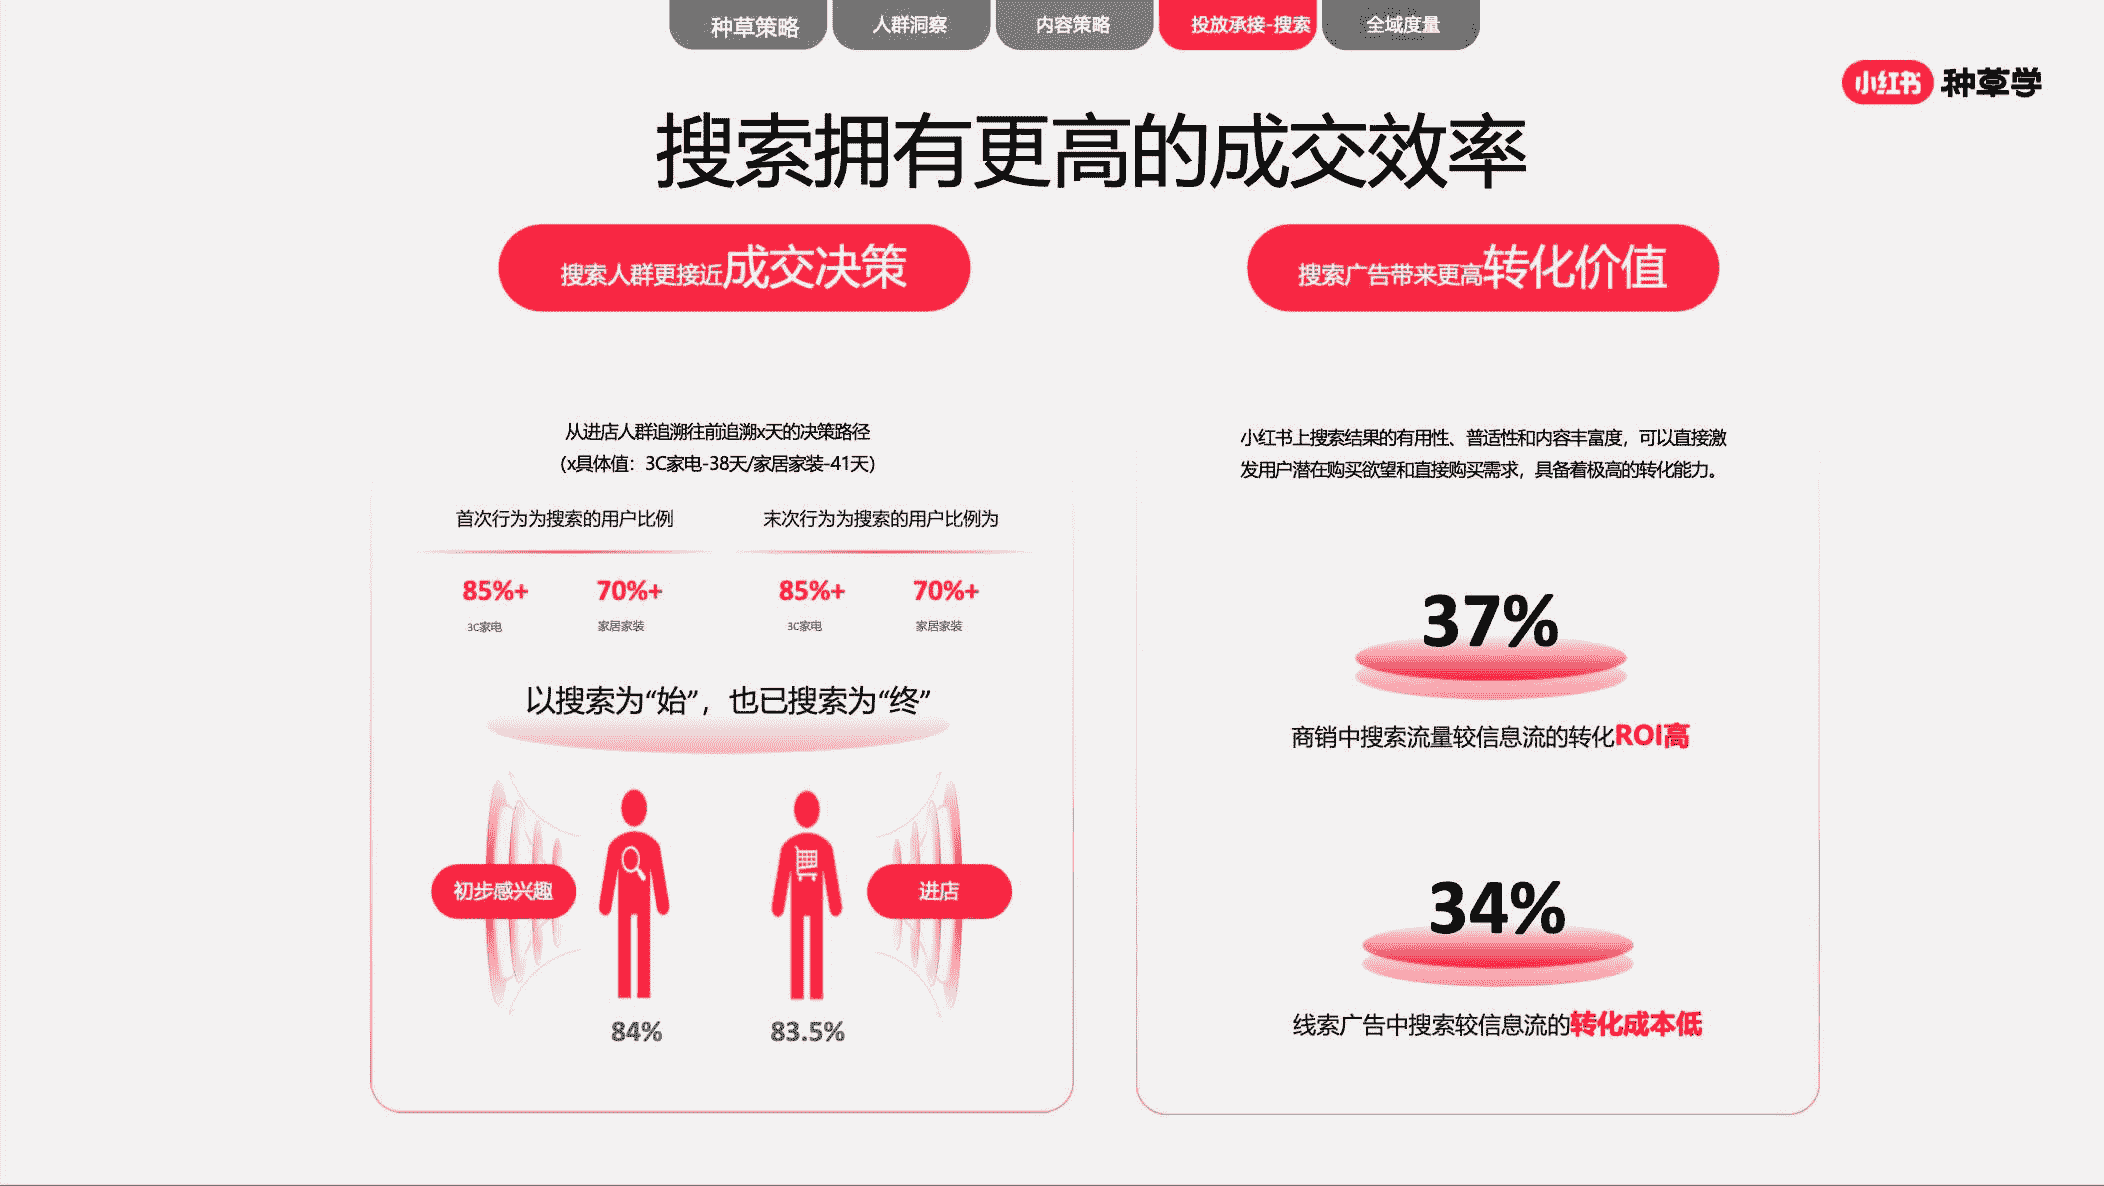 种草策略
人群洞察
内容策略
投放承接-搜索
全域度量
小红书 种草学
搜索拥有更高的成交效率
搜索人群更接近成交决策
从进店人群追溯往前追溯x天的决策路径
(x具体值：3C家电-38天/家居家装-41天)
首次行为为搜索的用户比例
85%+
70%+
3C家电
家居家装
末次行为为搜索的用户比例为
85%+
70%+
3C家电
家居家装
以搜索为“始”，也已搜索为“终”
初步感兴趣
进店
84%
83.5%
搜索广告带来更高转化价值
小红书上搜索结果的有用性、普适性和内容丰富度，可以直接激
发用户潜在购买欲望和直接购买需求，具备着极高的转化能力。
37%
商销中搜索流量较信息流的转化ROI高
34%
线索广告中搜索较信息流的转化成本低